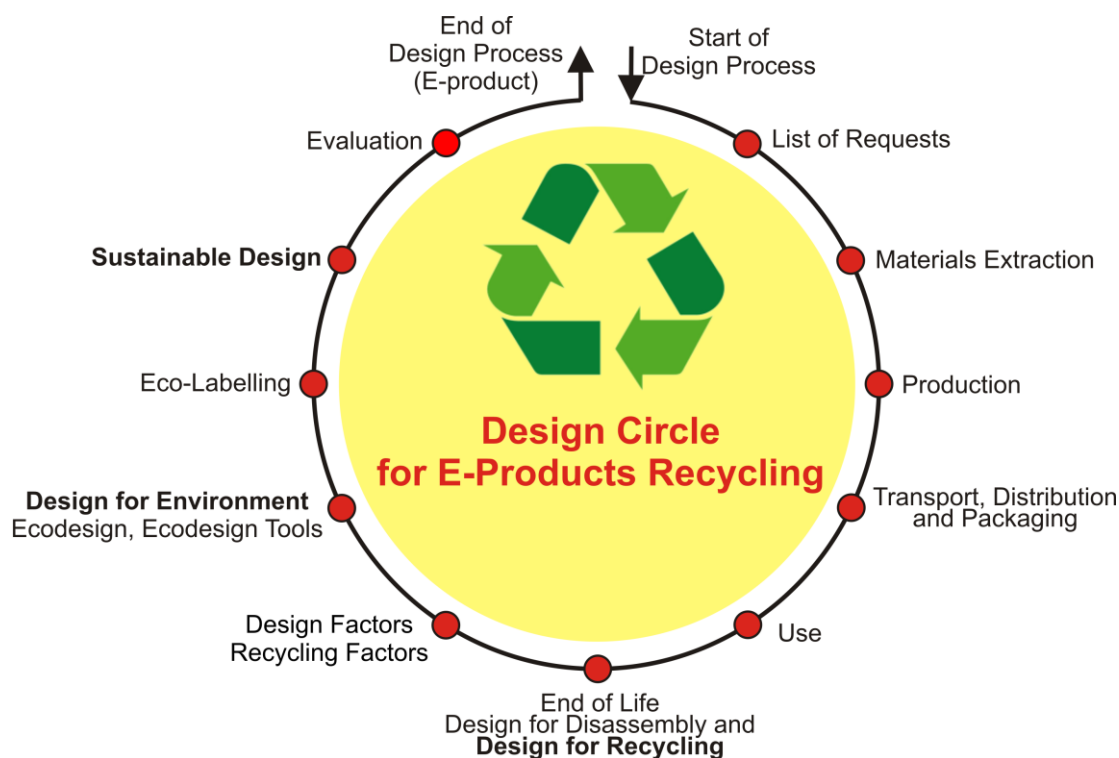 End of
Design Process
(E-product)
Start of
Design Process
List of Requests
Materials Extraction
Production
Transport, Distribution
and Packaging
Use
End of Life
Design for Disassembly and
Design for Recycling
Design Factors
Recycling Factors
Design for Environment
Ecodesign, Ecodesign Tools
Eco-Labelling
Sustainable Design
Evaluation
Design Circle
for E-Products Recycling